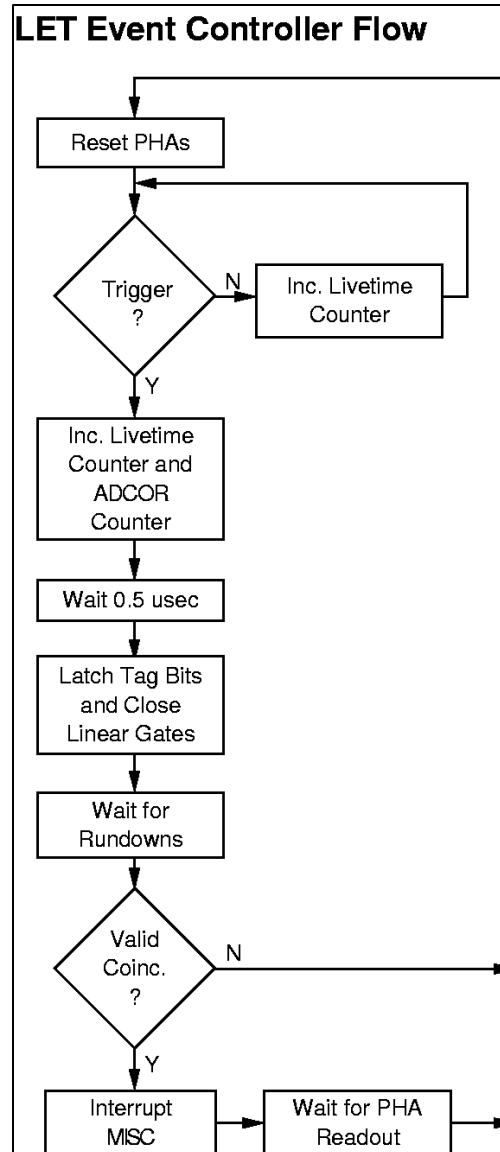 LET Event Controller Flow
Reset PHAs
Trigger
?
N
Inc. Livetime
Counter
Y
Inc. Livetime
Counter and
ADCOR
Counter
Wait 0.5 usec
Latch Tag Bits
and Close
Linear Gates
Wait for
Rundowns
Valid
Coinc.
?
N
Y
Interrupt
MISC
Wait for PHA
Readout